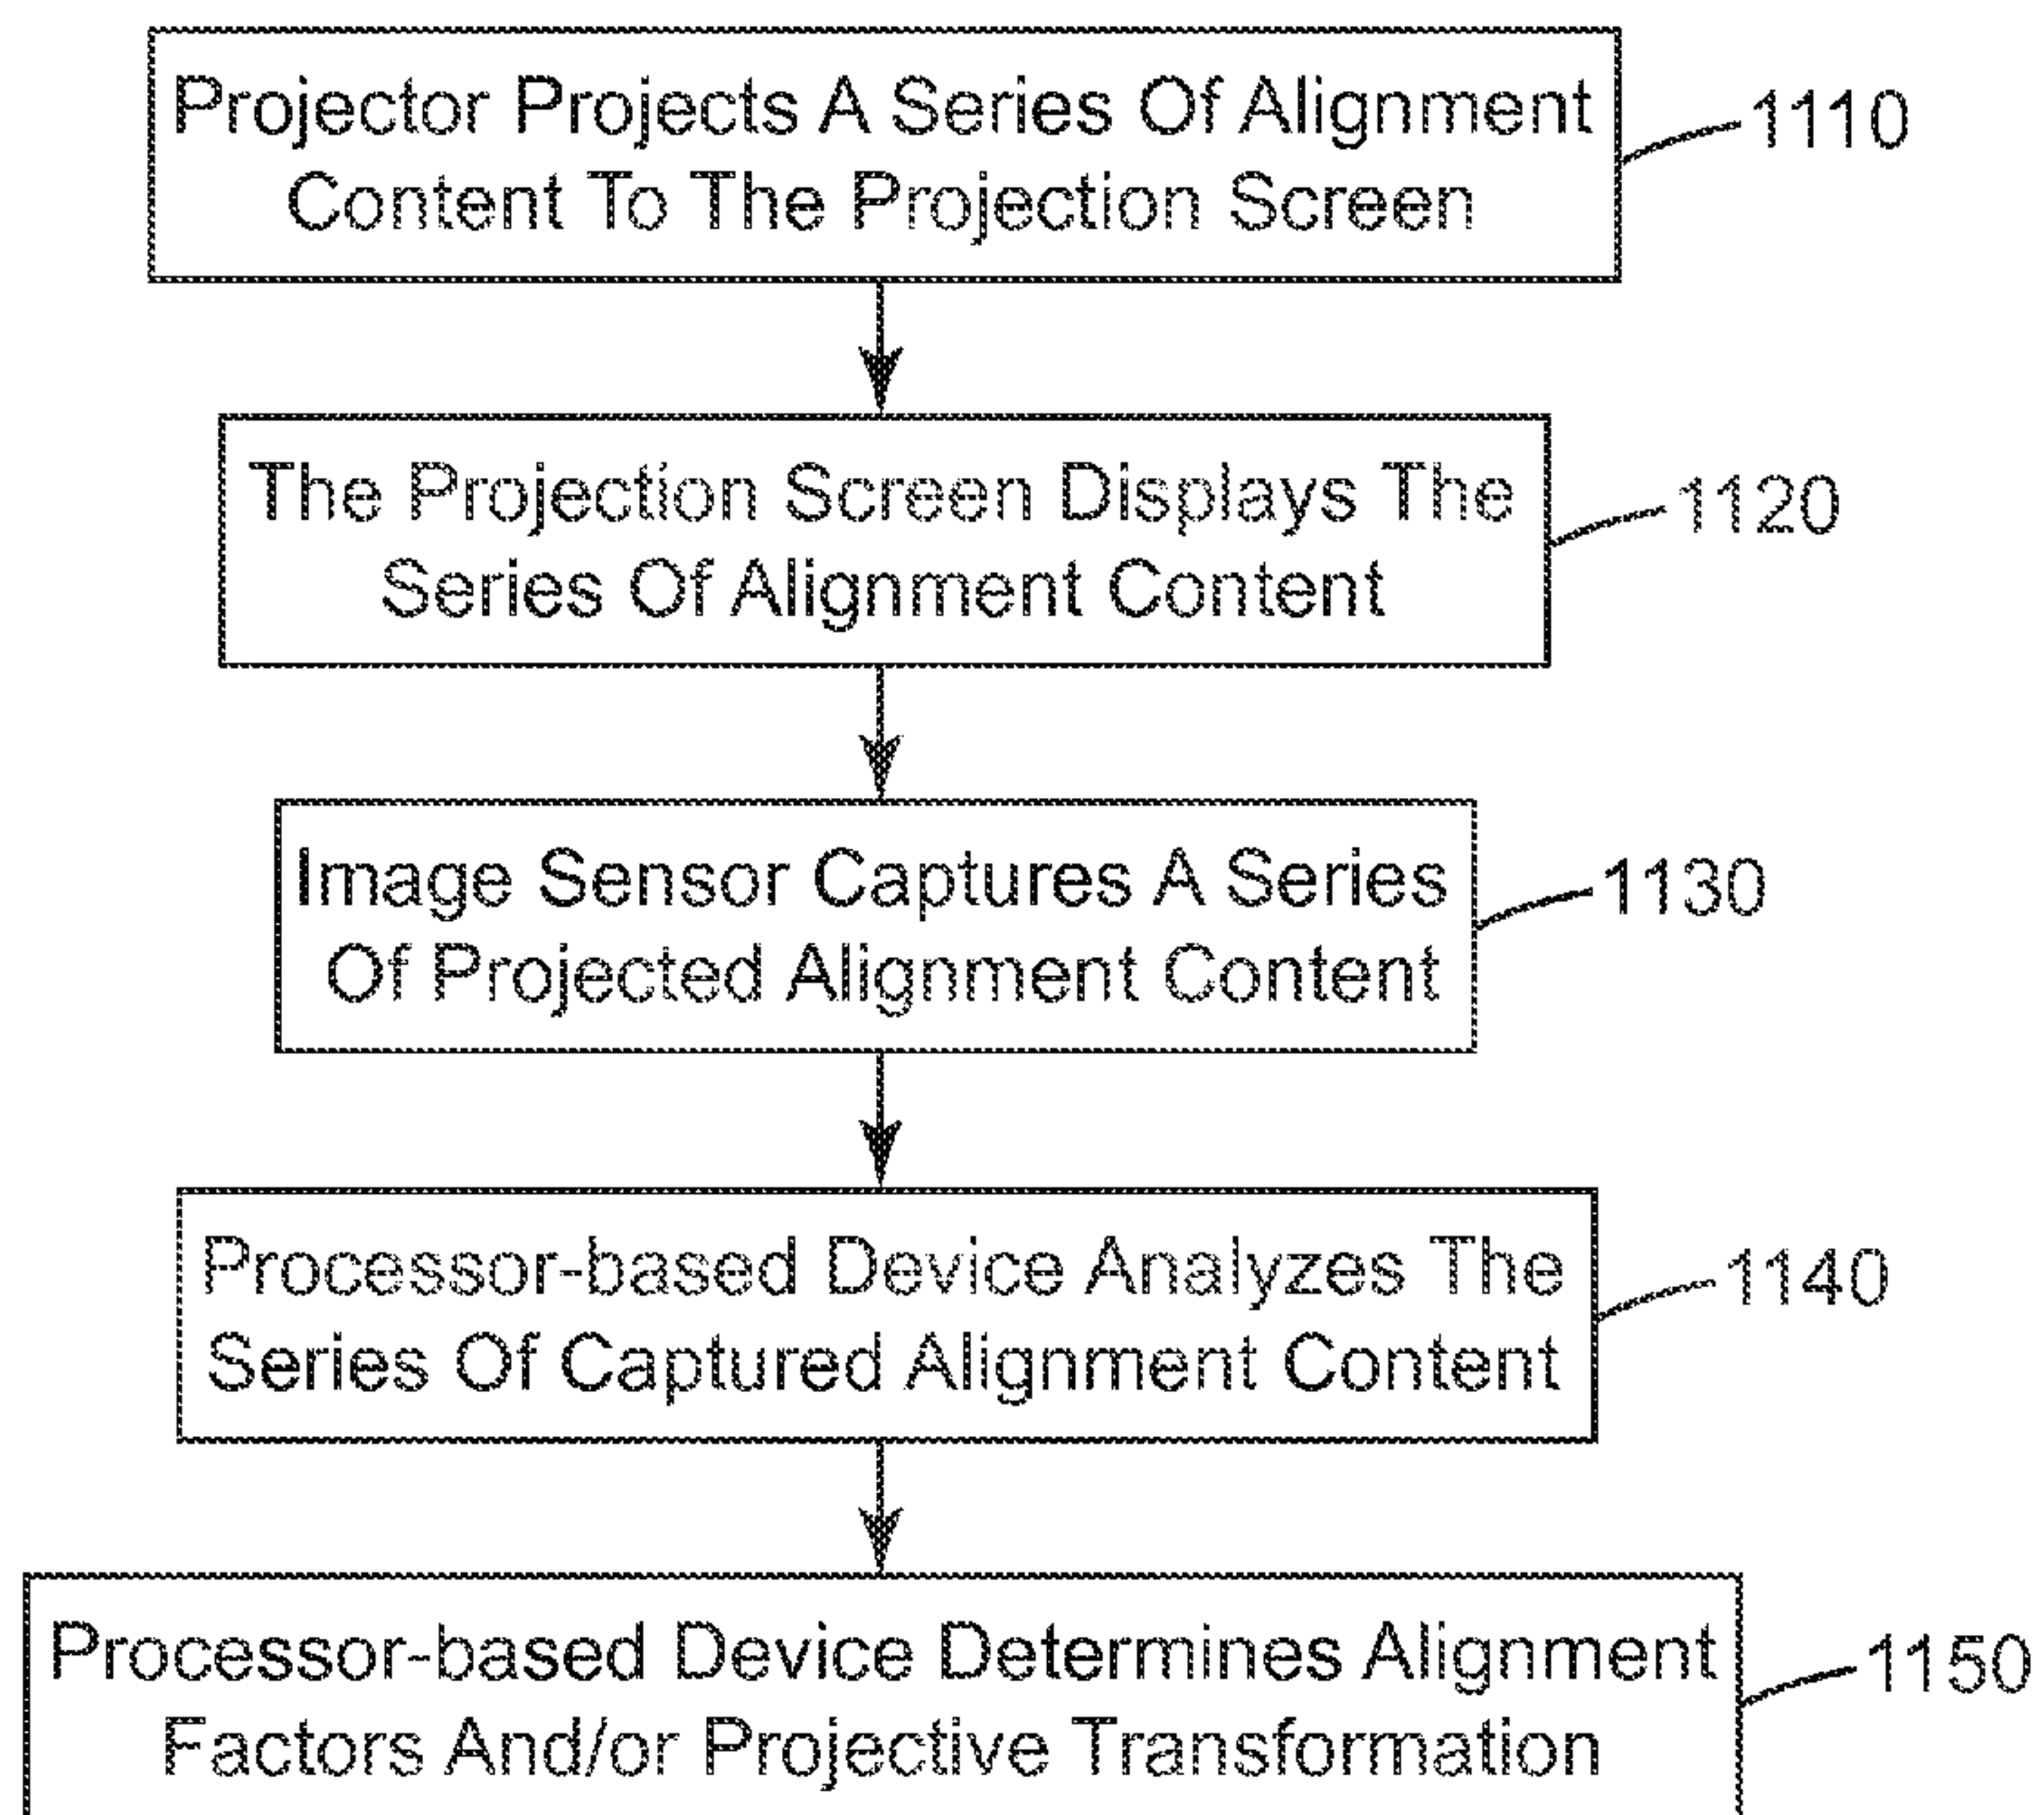 Projector Projects A Series Of Alignment
Content To The Projection Screen
1110
The Projection Screen Displays The
Series Of Alignment Content
1120
Image Sensor Captures A Series
Of Projected Alignment Content
1130
Processor-based Device Analyzes The
Series Of Captured Alignment Content
1140
Processor-based Device Determines Alignment
Factors And/or Projective Transformation
1150